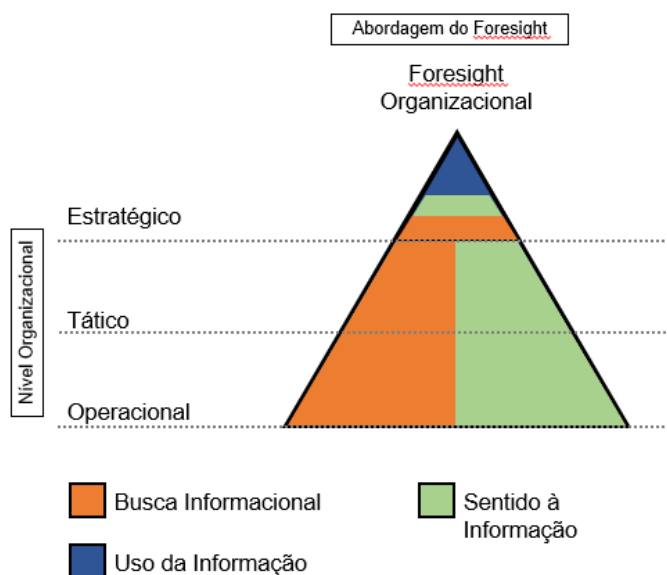 Abordagem do Foresight
Foresight
Organizacional
Estratégico
Tático
Operacional
Nível Organizacional
Busca Informacional
Sentido à
Informação
Uso da Informação